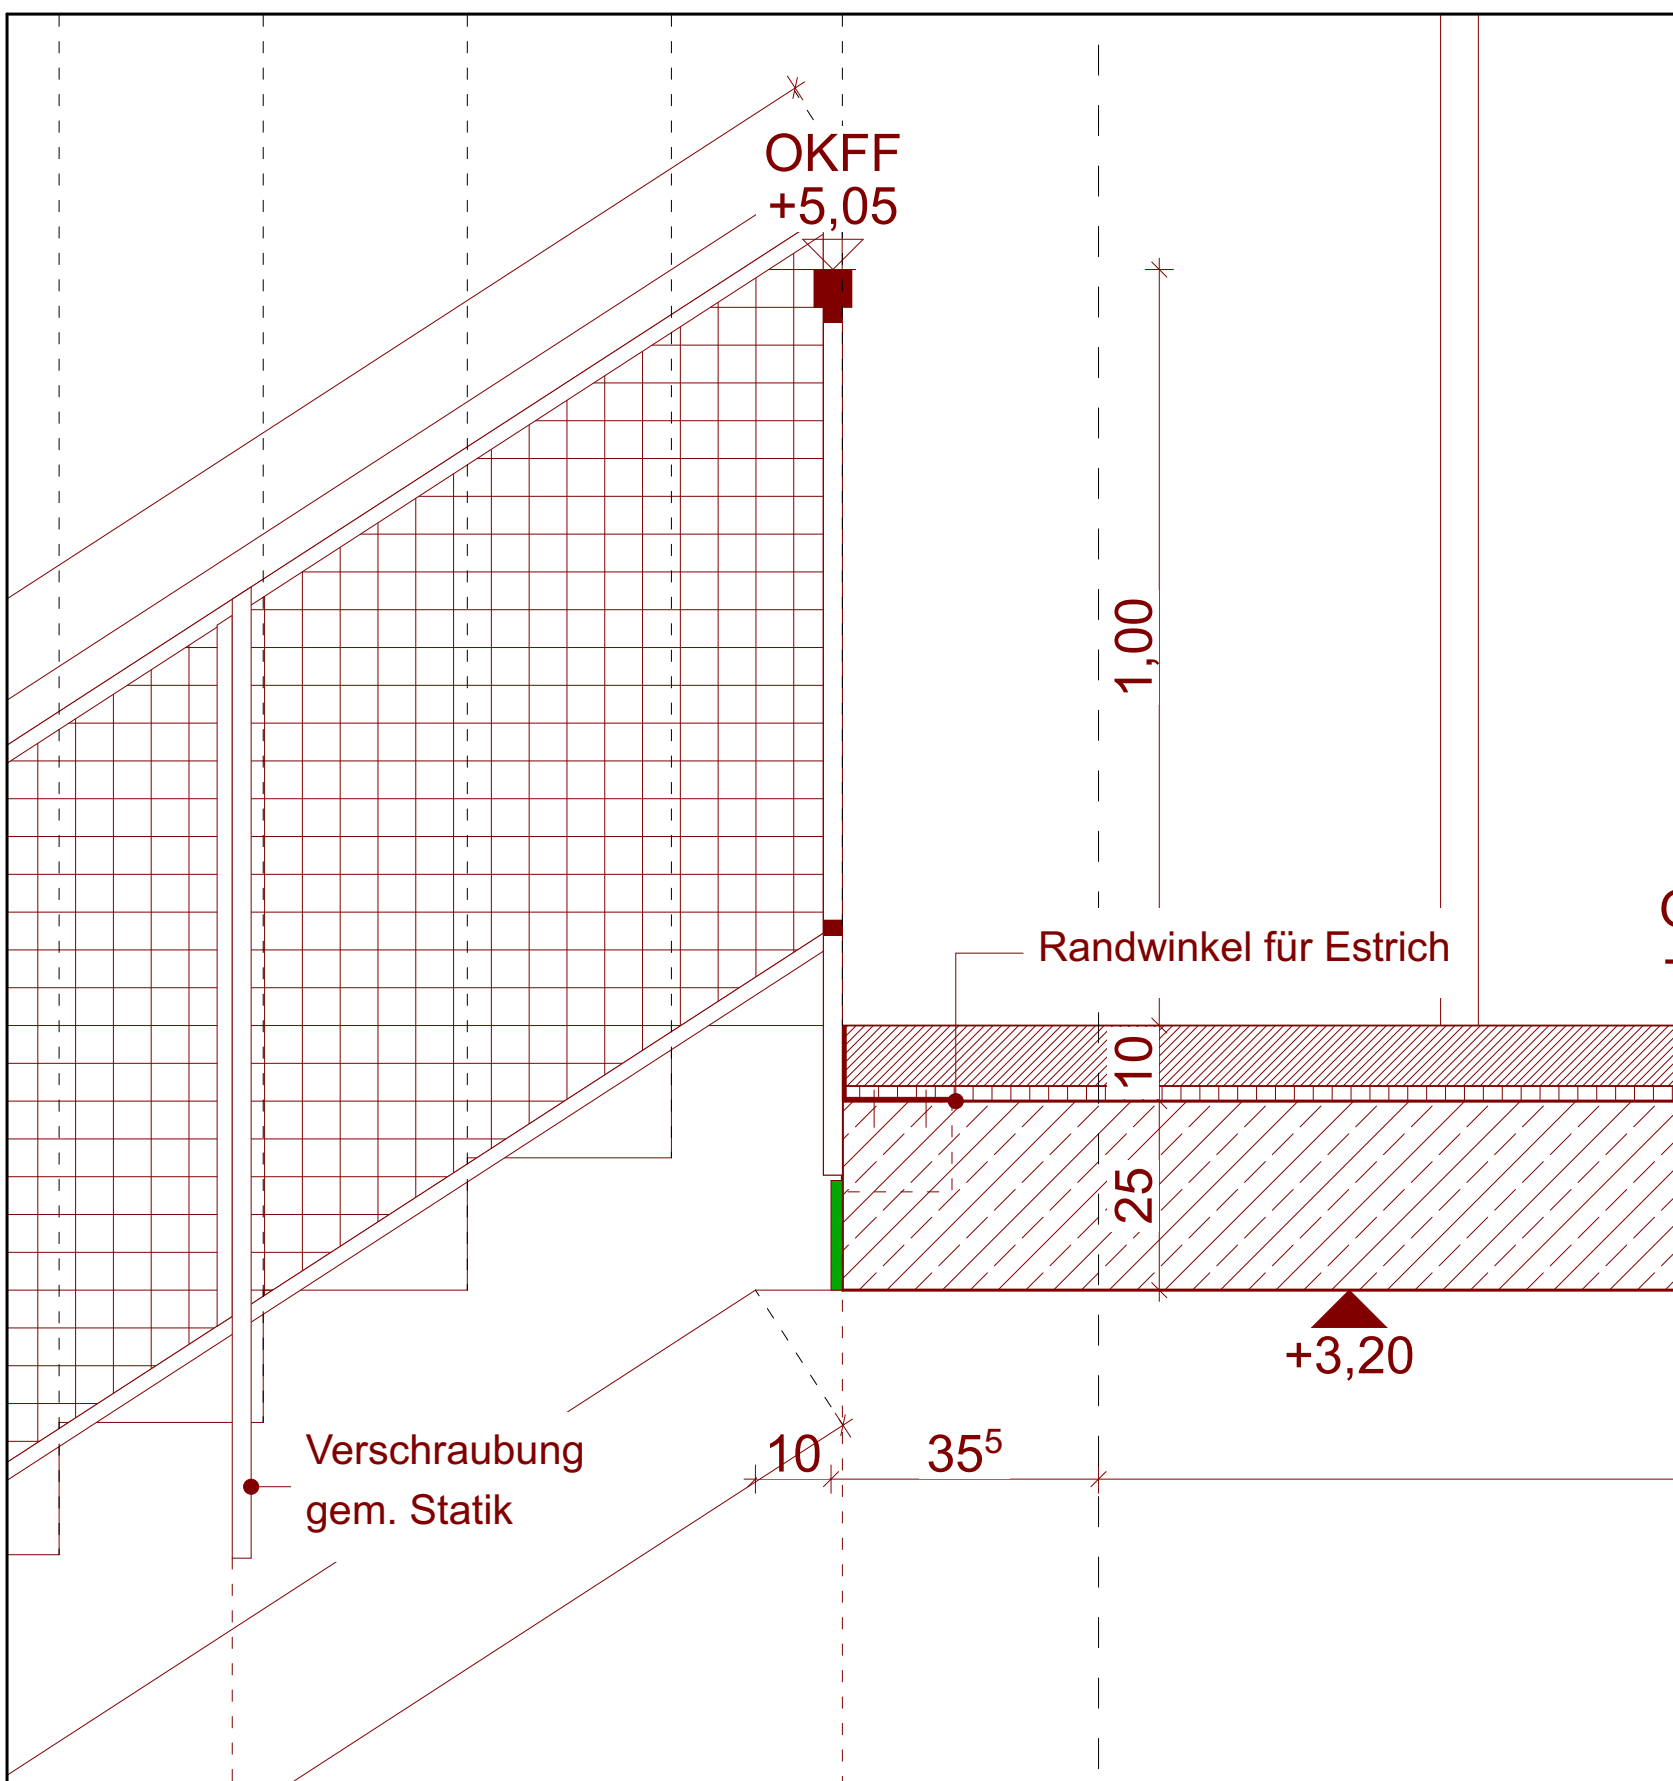 OKFF
+5,05
1,00
Randwinkel für Estrich
10
25
+3,20
10
35⁵
Verschraubung
gem. Statik